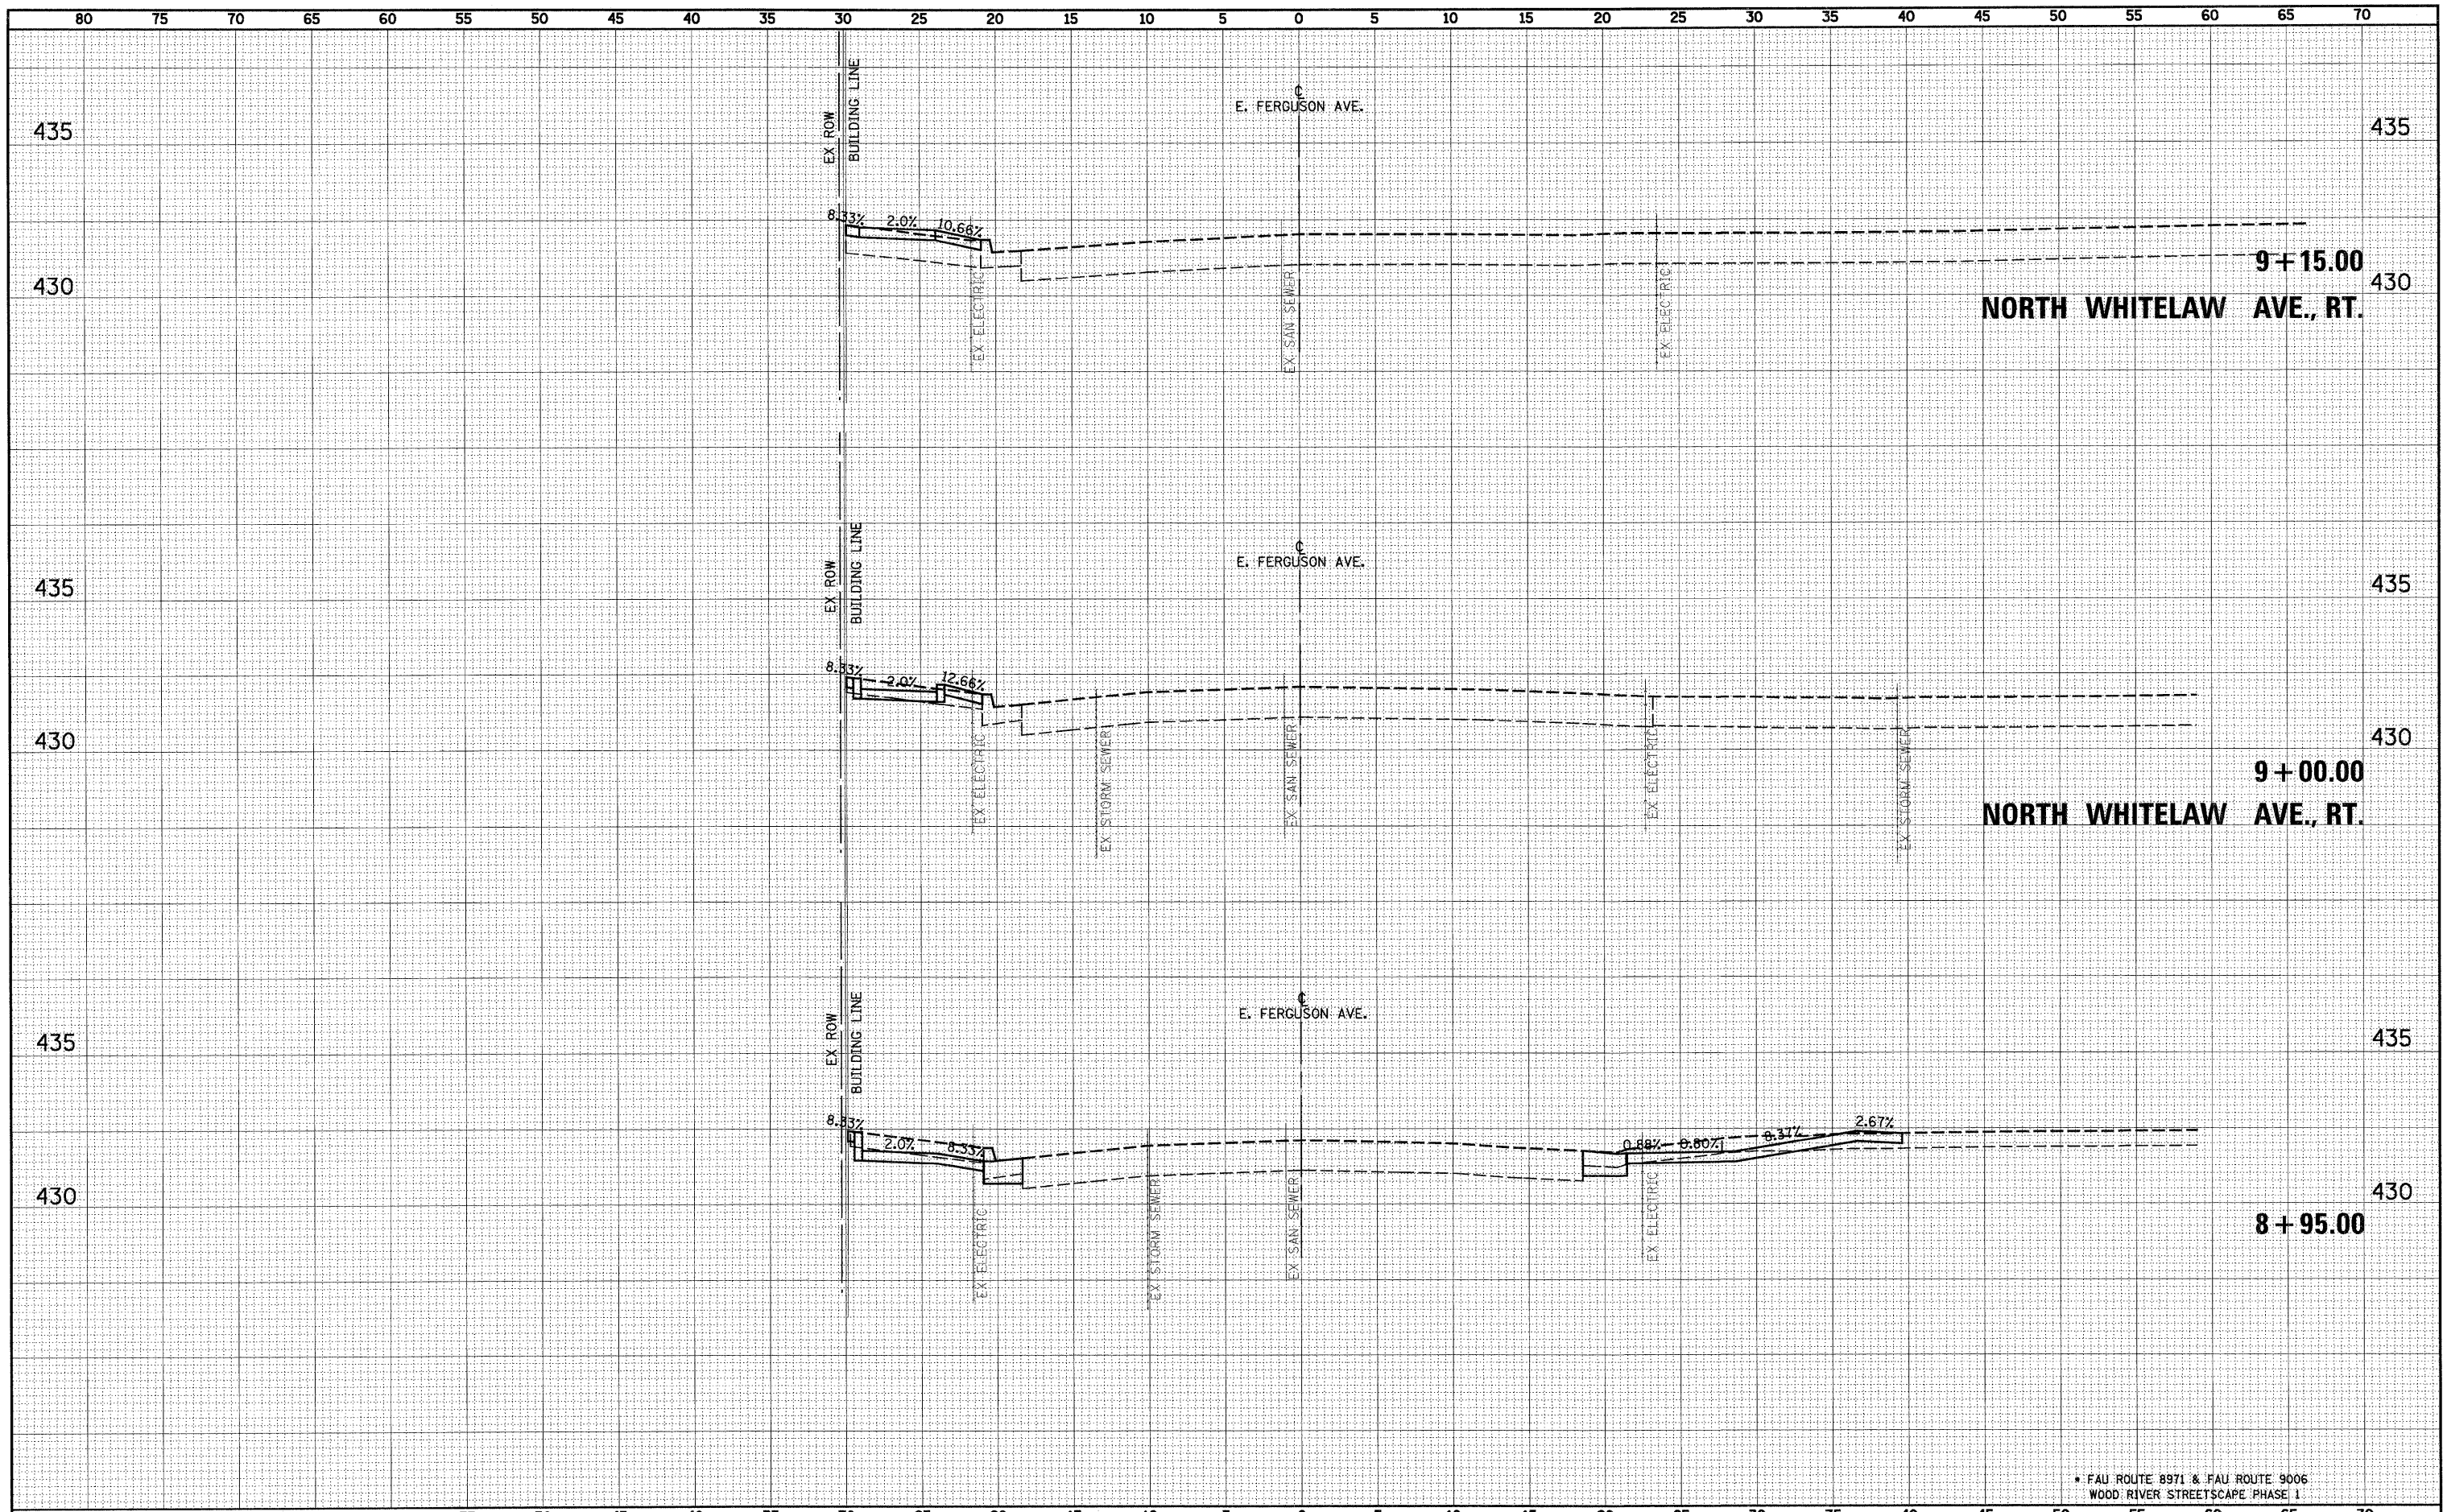 80 75 70 65 60 55 50 45 40 35 30 25 20 15 10 5 0 5 10 15 20 25 30 35 40 45 50 55 60 65 70
℄
E. FERGUSON AVE.
EX ROW
BUILDING LINE
435
435
8.33% 2.0% 10.66%
9+15.00
430
430
NORTH WHITELAW AVE., RT.
EX ELECTRIC
EX SAN SEWER
EX ELECTRIC
℄
E. FERGUSON AVE.
EX ROW
BUILDING LINE
435
435
8.33% 2.0% 12.66%
430
430
9+00.00
NORTH WHITELAW AVE., RT.
EX ELECTRIC
EX STORM SEWER
EX SAN SEWER
EX ELECTRIC
EX STORM SEWER
℄
E. FERGUSON AVE.
EX ROW
BUILDING LINE
435
435
8.33% 2.0% 8.33% 0.88% 0.80% 8.37% 2.67%
430
430
8+95.00
EX ELECTRIC
EX STORM SEWER
EX SAN SEWER
EX ELECTRIC
* FAU ROUTE 8971 & FAU ROUTE 9006
WOOD RIVER STREETSCAPE PHASE 1